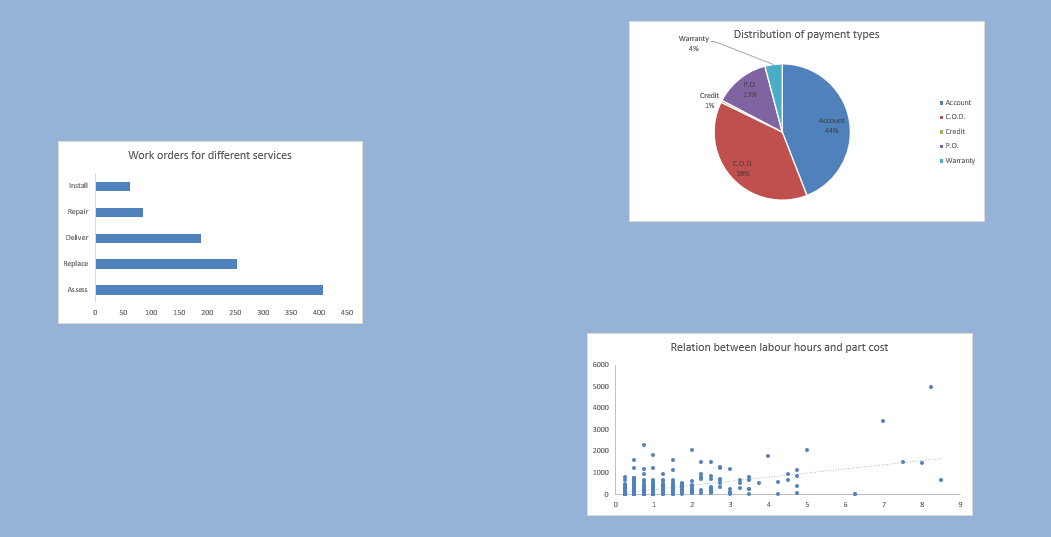 Distribution of payment types
Warranty
4%
Credit
1%
P.O.
13%
Account
44%
C.O.D.
38%
Account
C.O.D.
Credit
P.O.
Warranty
Work orders for different services
Install
Repair
Deliver
Replace
Assess
0 50 100 150 200 250 300 350 400 450
Relation between labour hours and part cost
6000
5000
4000
3000
2000
1000
0
0 1 2 3 4 5 6 7 8 9